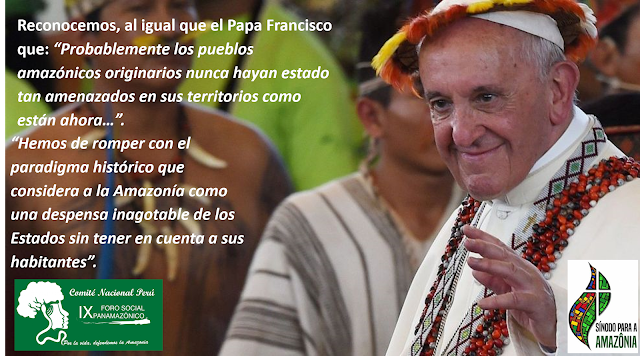 Reconocemos, al igual que el Papa Francisco
que: “Probablemente los pueblos
amazónicos originarios nunca hayan estado
tan amenazados en sus territorios como
están ahora…”.
“Hemos de romper con el
paradigma histórico que
considera a la Amazonía como
una despensa inagotable de los
Estados sin tener en cuenta a sus
habitantes”.
Comité Nacional Perú
IX FORO SOCIAL
PANAMAZÓNICO
Por la vida, defendamos la Amazonía
SÍNODO PARA A
AMAZÔNIA